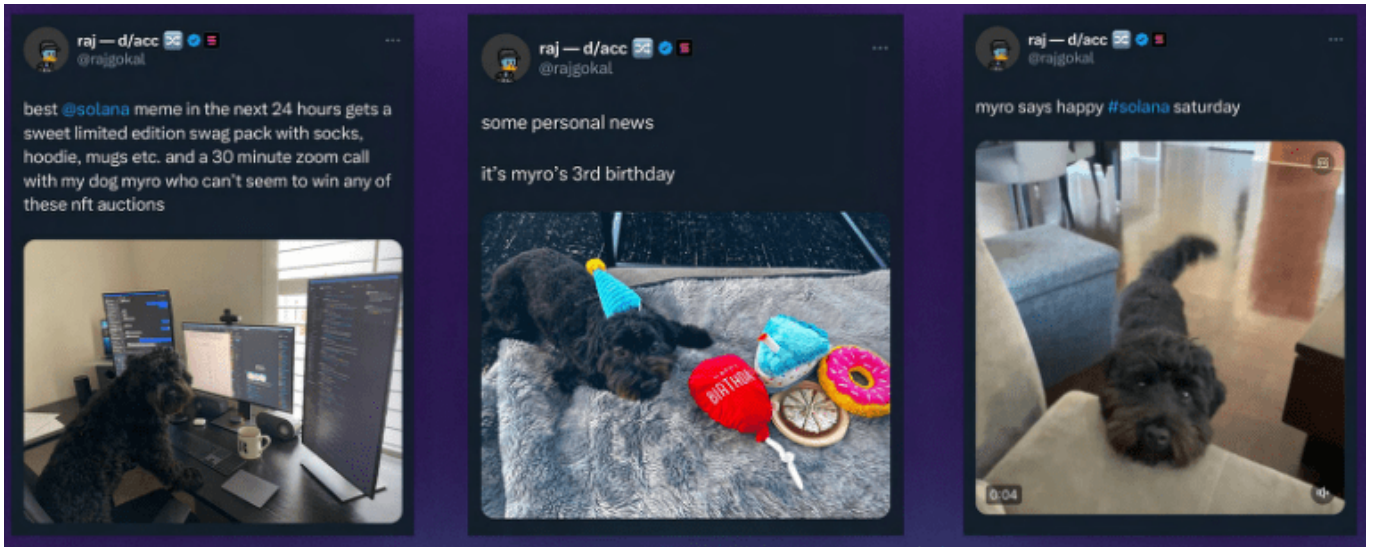 raj — d/acc 🔀
@rajgokal
best @solana meme in the next 24 hours gets a
sweet limited edition swag pack with socks,
hoodie, mugs etc. and a 30 minute zoom call
with my dog myro who can't seem to win any of
these nft auctions
raj — d/acc 🔀
@rajgokal
some personal news
it's myro's 3rd birthday
HAPPY
BIRTHDAY
raj — d/acc 🔀
@rajgokal
myro says happy #solana saturday
0:04